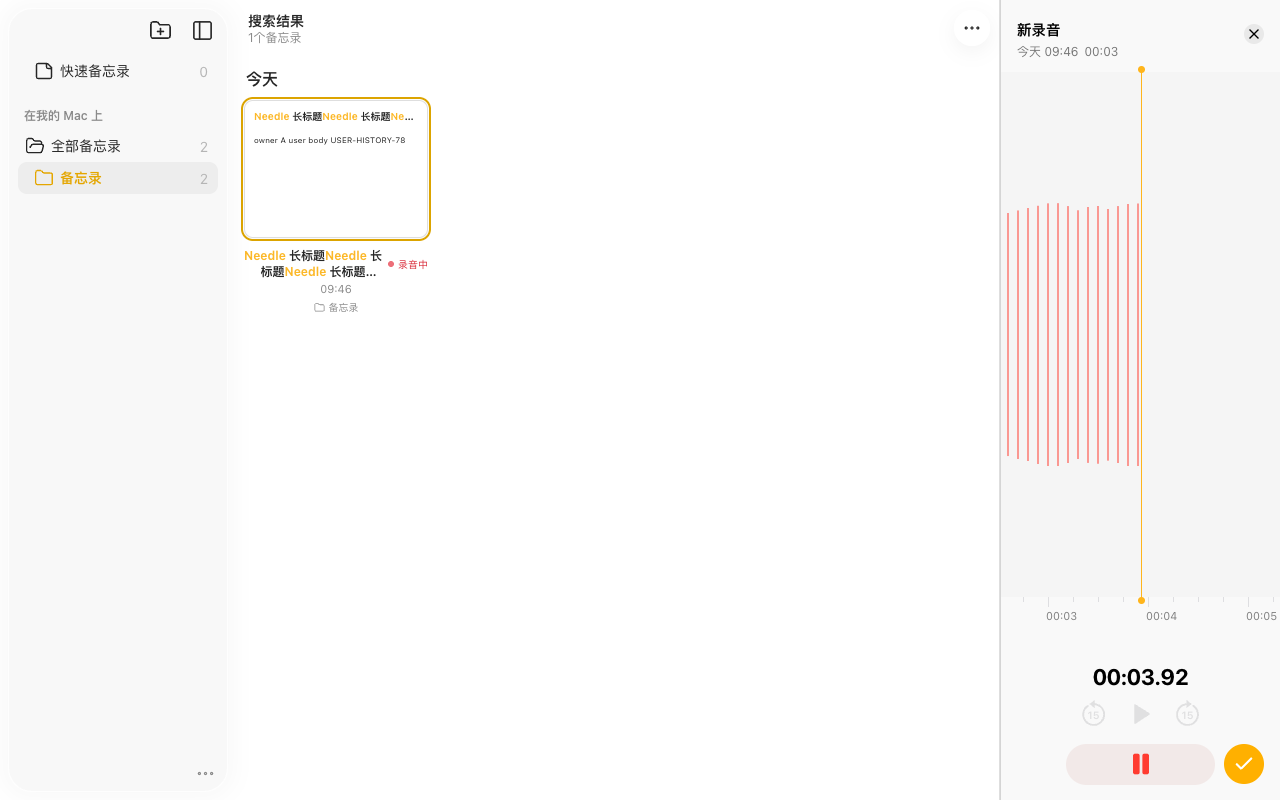 快速备忘录 0
在我的 Mac 上
全部备忘录 2
备忘录 2
搜索结果
1个备忘录
今天
Needle 长标题Needle 长标题Ne...
owner A user body USER-HISTORY-78
Needle 长标题Needle 长
标题Needle 长标题...
录音中
09:46
备忘录
新录音
今天 09:46 00:03
00:03 00:04 00:05
00:03.92
15 15